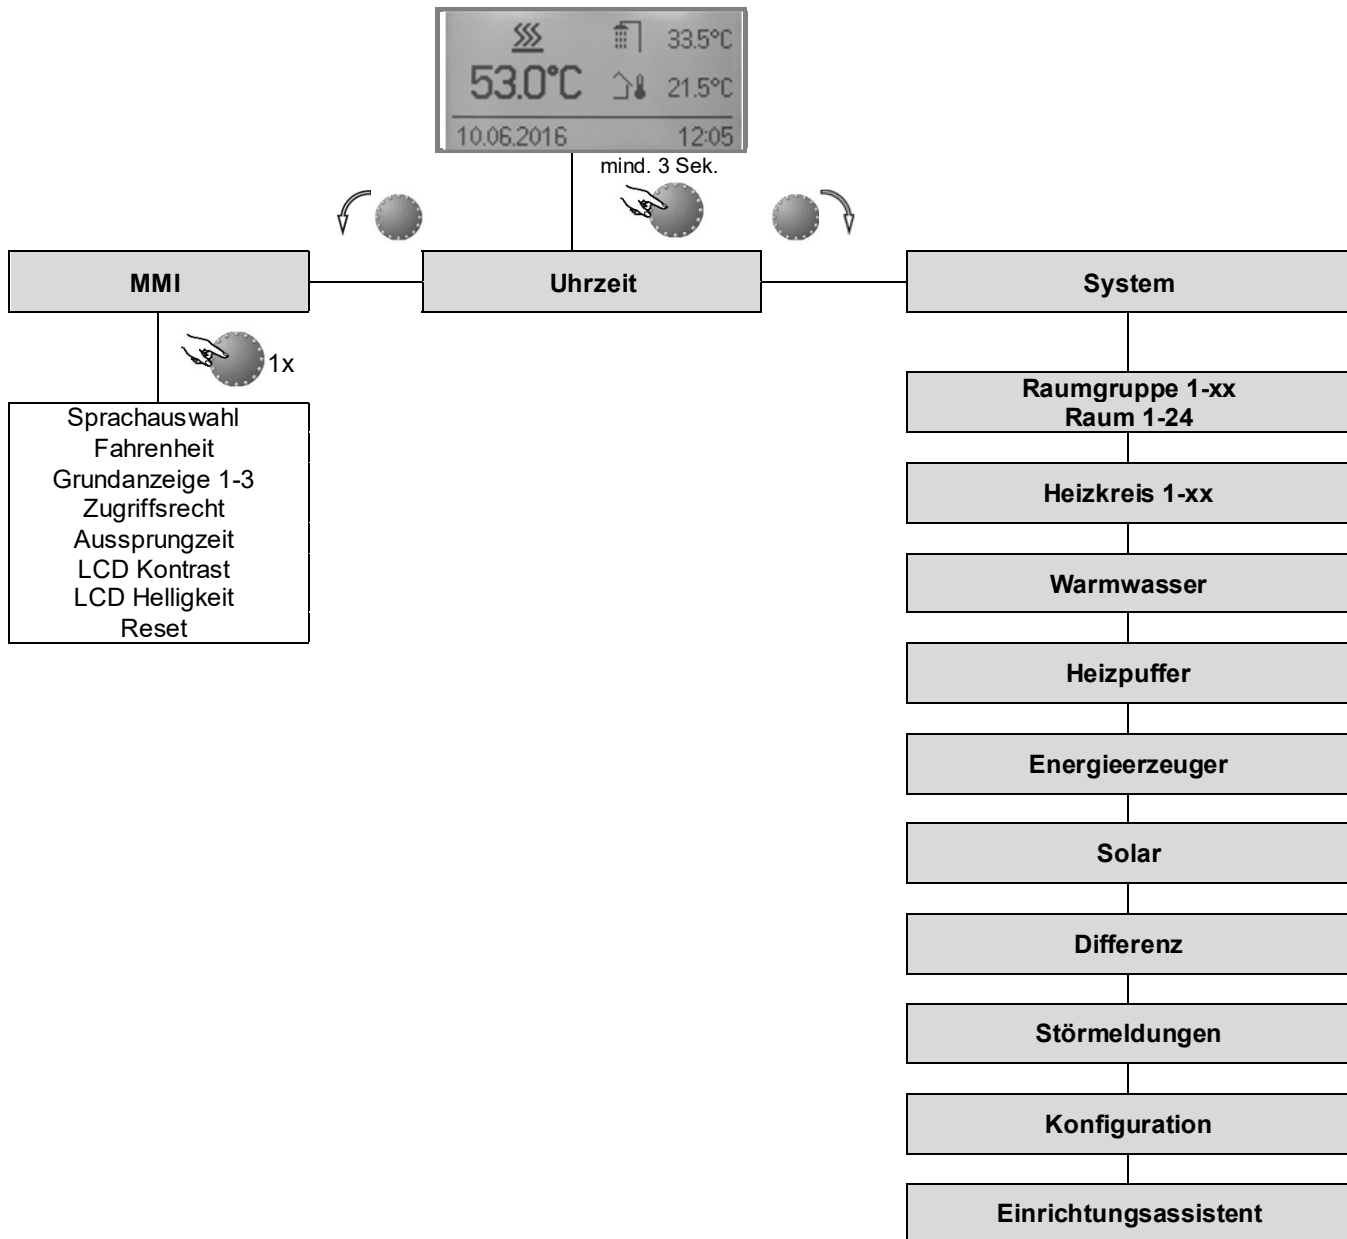 33.5°C
53.0°C
21.5°C
10.06.2016 12:05
mind. 3 Sek.
MMI
Uhrzeit
System
1x
Sprachauswahl
Fahrenheit
Grundanzeige 1-3
Zugriffsrecht
Aussprungzeit
LCD Kontrast
LCD Helligkeit
Reset
Raumgruppe 1-xx
Raum 1-24
Heizkreis 1-xx
Warmwasser
Heizpuffer
Energieerzeuger
Solar
Differenz
Störmeldungen
Konfiguration
Einrichtungsassistent